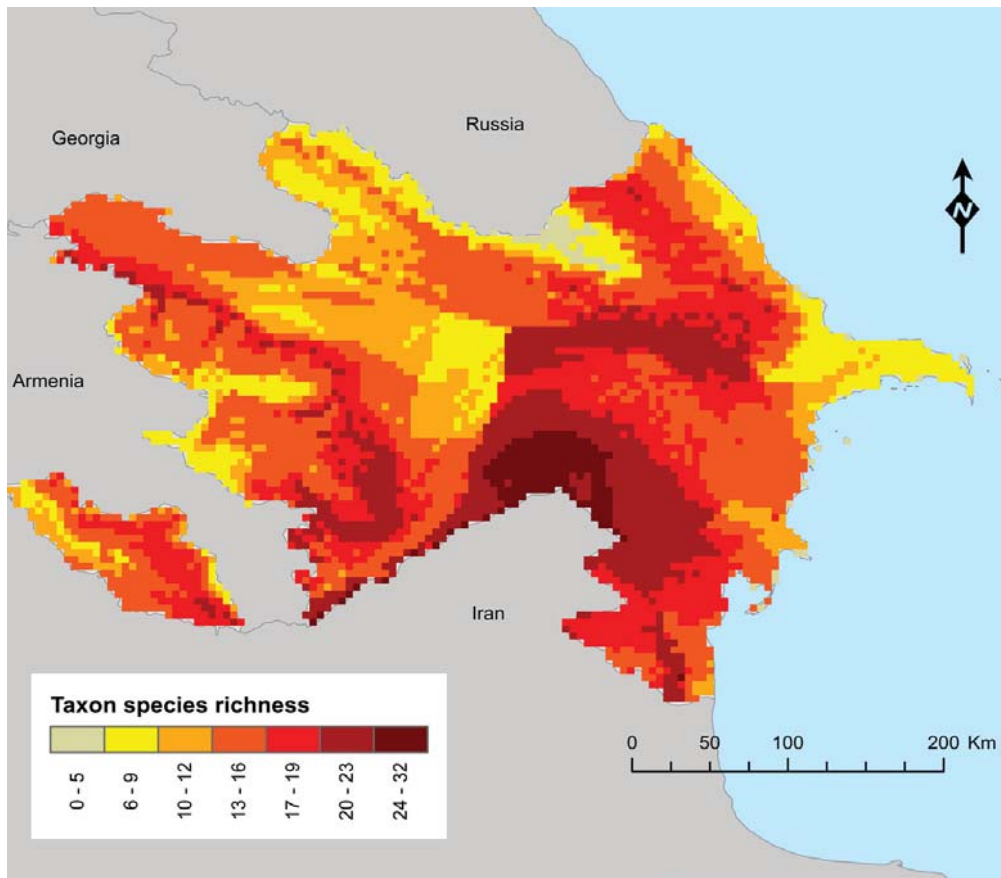 Russia
Georgia
N
Armenia
Iran
Taxon species richness
0 - 5
6 - 9
10 - 12
13 - 16
17 - 19
20 - 23
24 - 32
0 50 100 200 Km